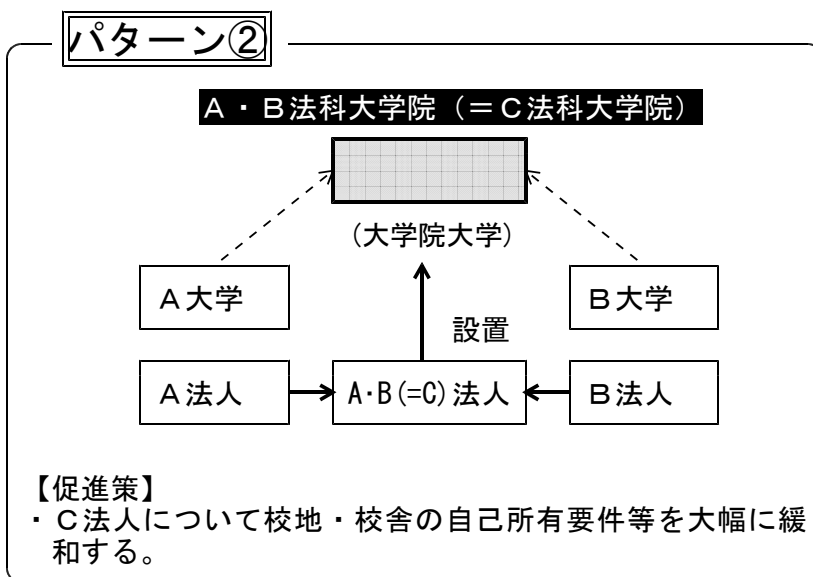 パターン②
A・B法科大学院(=C法科大学院)
(大学院大学)
A大学
B大学
設置
A法人
A･B(=C)法人
B法人
【促進策】
・C法人について校地・校舎の自己所有要件等を大幅に緩
和する。